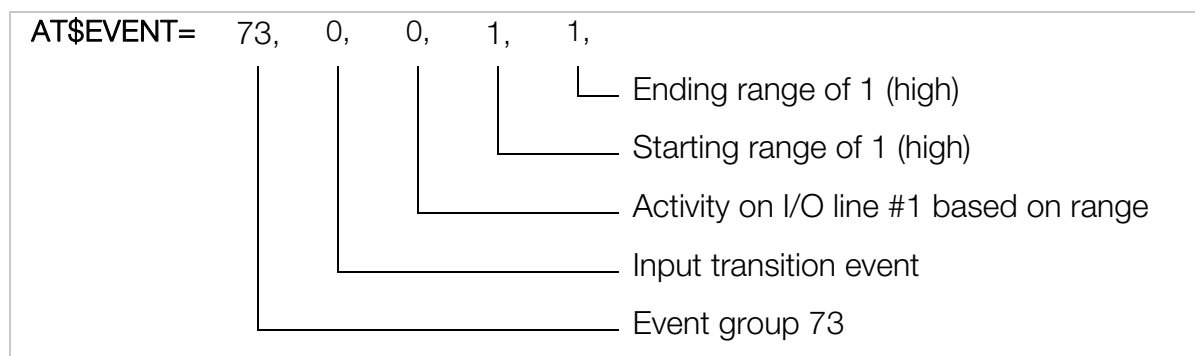 AT$EVENT= 73, 0, 0, 1, 1,
Ending range of 1 (high)
Starting range of 1 (high)
Activity on I/O line #1 based on range
Input transition event
Event group 73